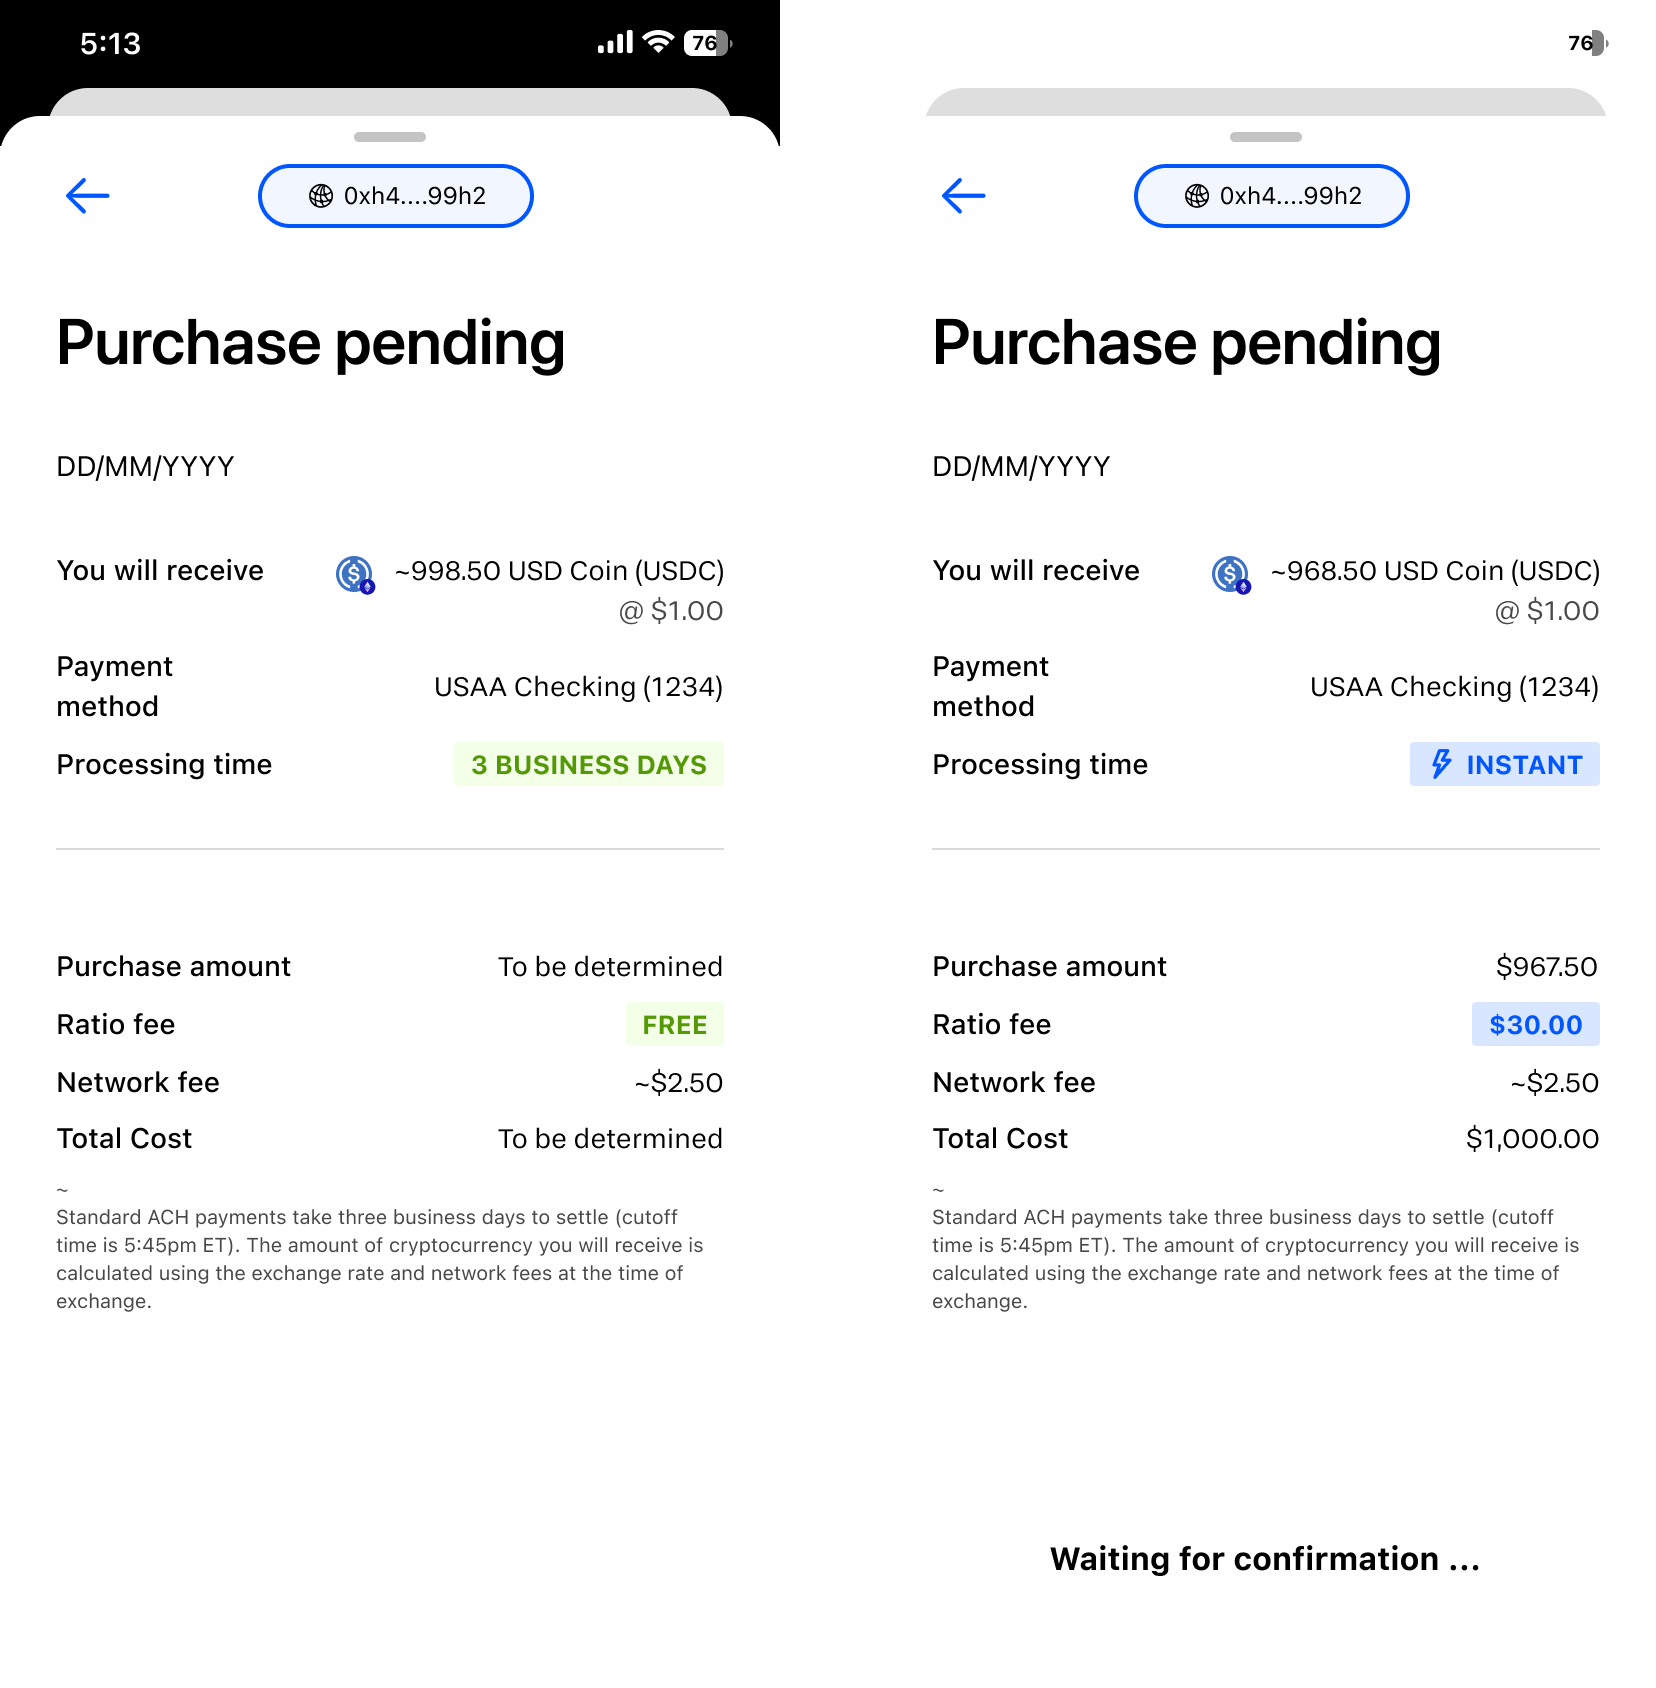 5:13
76
0xh4....99h2
Purchase pending
DD/MM/YYYY
You will receive
~998.50 USD Coin (USDC)
@ $1.00
Payment
method
USAA Checking (1234)
Processing time
3 BUSINESS DAYS
Purchase amount
To be determined
Ratio fee
FREE
Network fee
~$2.50
Total Cost
To be determined
~
Standard ACH payments take three business days to settle (cutoff
time is 5:45pm ET). The amount of cryptocurrency you will receive is
calculated using the exchange rate and network fees at the time of
exchange.
76
0xh4....99h2
Purchase pending
DD/MM/YYYY
You will receive
~968.50 USD Coin (USDC)
@ $1.00
Payment
method
USAA Checking (1234)
Processing time
INSTANT
Purchase amount
$967.50
Ratio fee
$30.00
Network fee
~$2.50
Total Cost
$1,000.00
~
Standard ACH payments take three business days to settle (cutoff
time is 5:45pm ET). The amount of cryptocurrency you will receive is
calculated using the exchange rate and network fees at the time of
exchange.
Waiting for confirmation ...